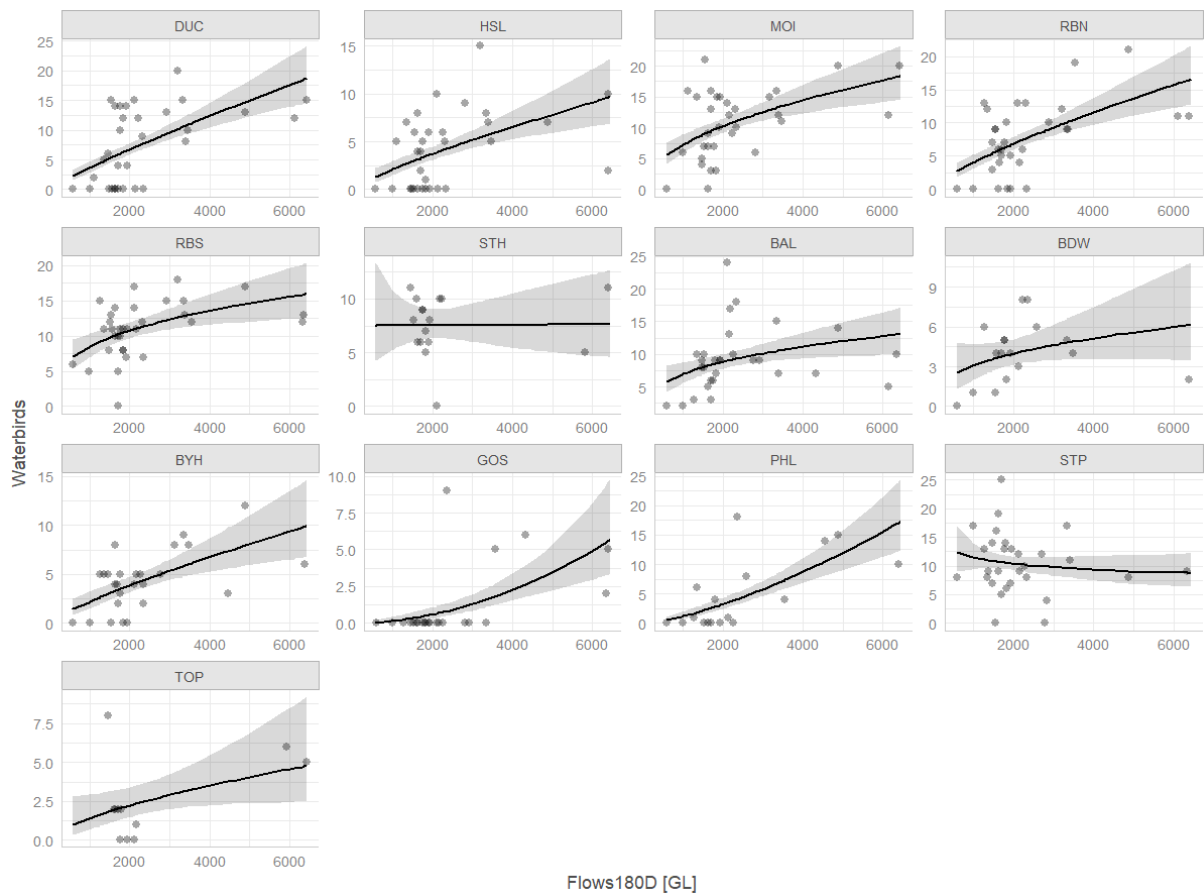 DUC
HSL
MOI
RBN
25
20
15
10
5
0
15
10
5
0
20
15
10
5
0
20
15
10
5
0
2000 4000 6000
2000 4000 6000
2000 4000 6000
2000 4000 6000
RBS
STH
BAL
BDW
20
15
10
5
0
10
5
0
25
20
15
10
5
9
6
3
0
2000 4000 6000
2000 4000 6000
2000 4000 6000
2000 4000 6000
Waterbirds
BYH
GOS
PHL
STP
15
10
5
0
10.0
7.5
5.0
2.5
0.0
25
20
15
10
5
0
25
20
15
10
5
0
2000 4000 6000
2000 4000 6000
2000 4000 6000
2000 4000 6000
TOP
7.5
5.0
2.5
0.0
2000 4000 6000
Flows180D [GL]